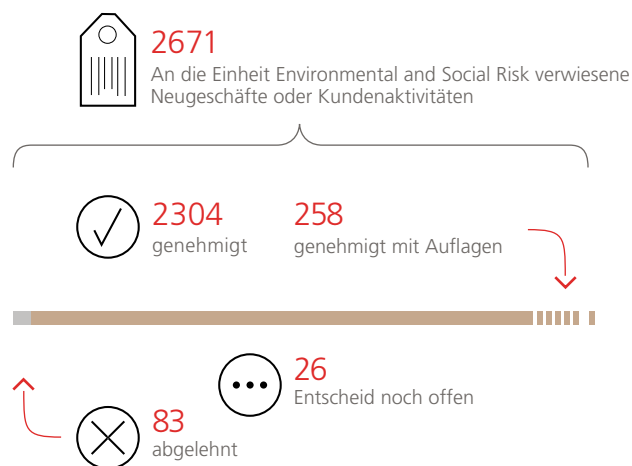 2671
An die Einheit Environmental and Social Risk verwiesene
Neugeschäfte oder Kundenaktivitäten
2304
genehmigt
258
genehmigt mit Auflagen
26
Entscheid noch offen
83
abgelehnt